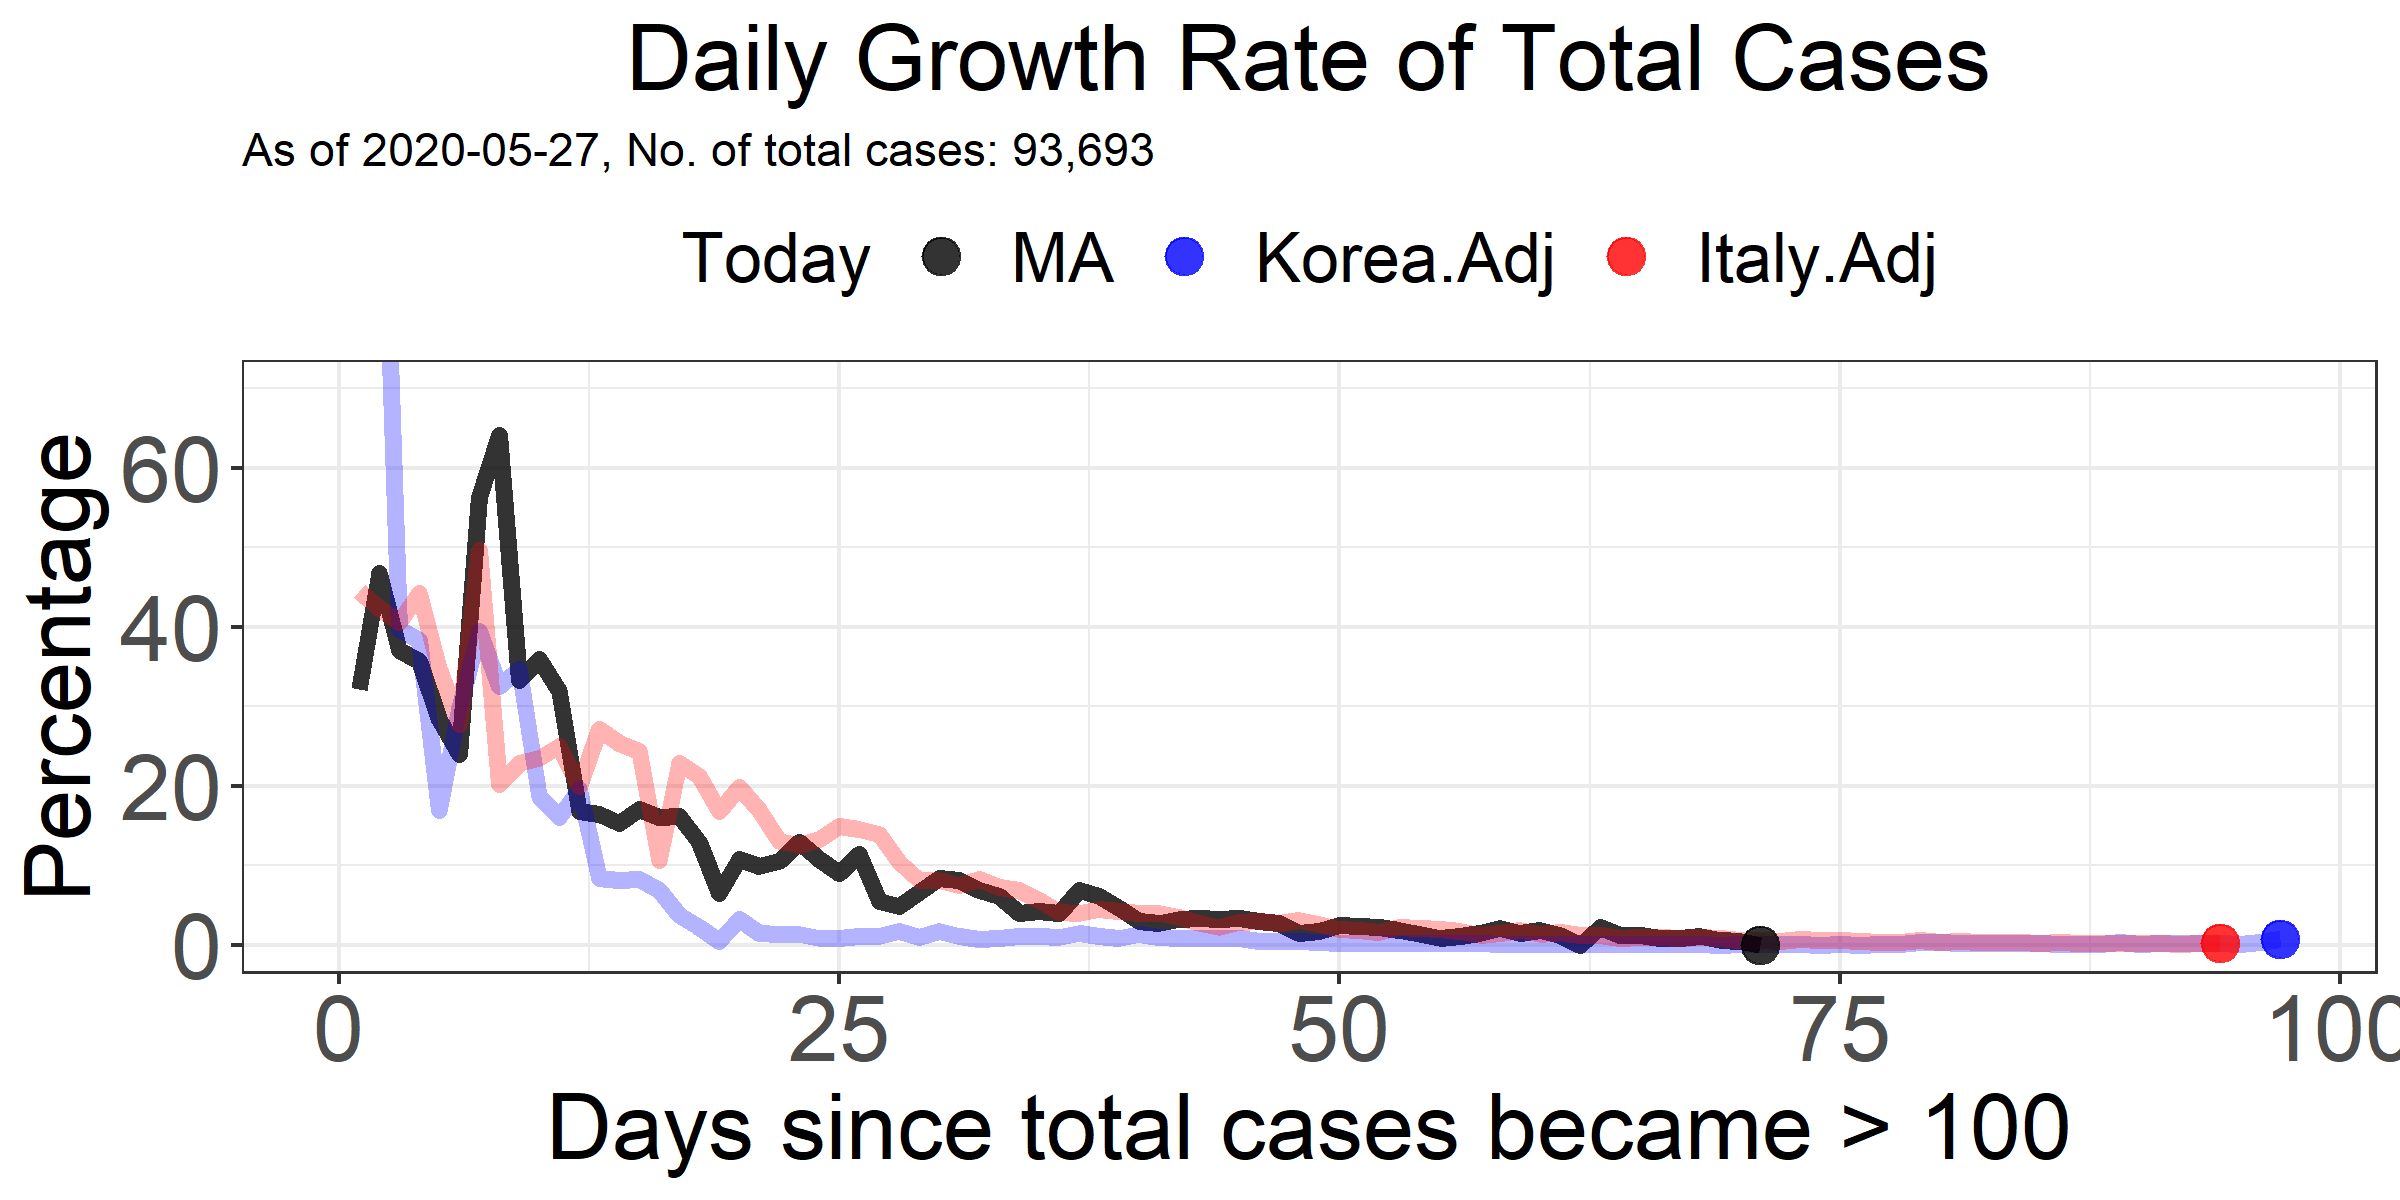 Daily Growth Rate of Total Cases
As of 2020-05-27, No. of total cases: 93,693
Today MA Korea.Adj Italy.Adj
Percentage
60
40
20
0
0 25 50 75 100
Days since total cases became > 100